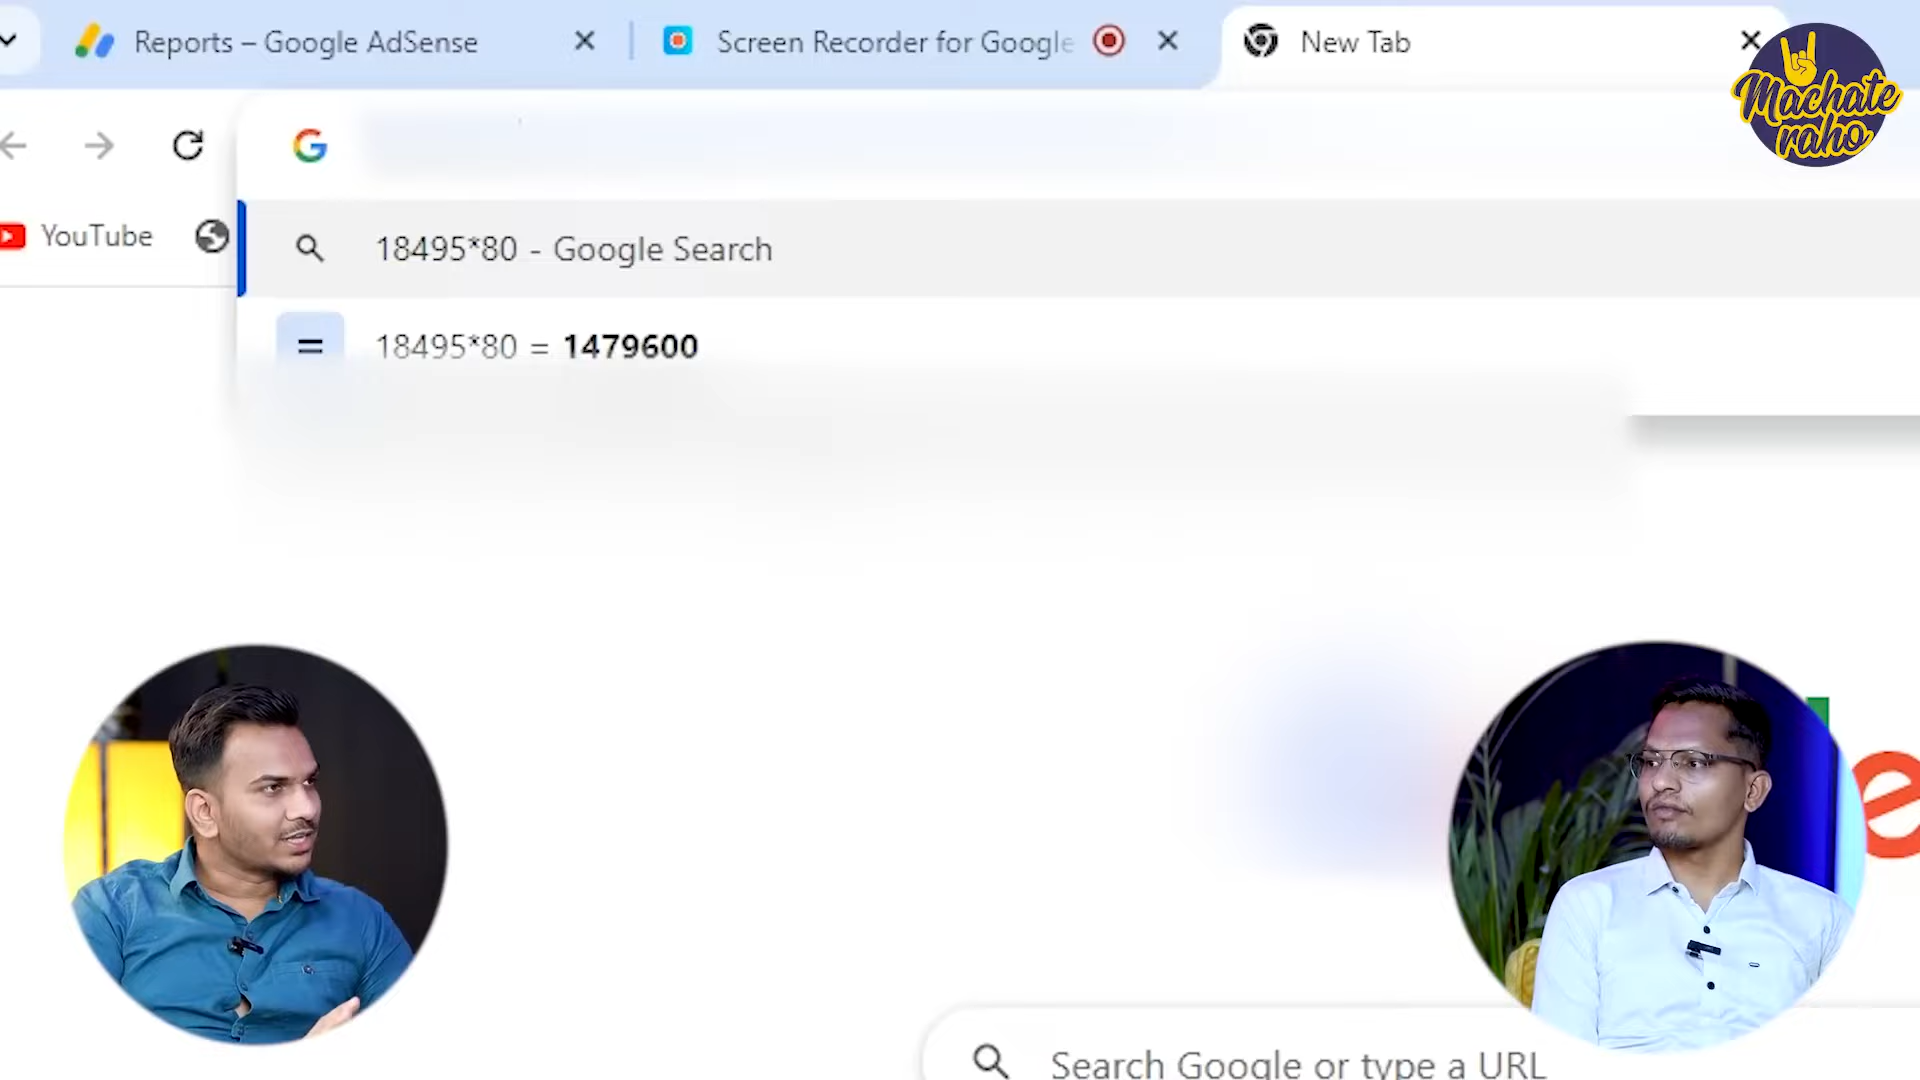 Reports – Google AdSense
Screen Recorder for Google
New Tab
Machate
raho
YouTube
18495*80 - Google Search
18495*80 = 1479600
Search Google or type a URL